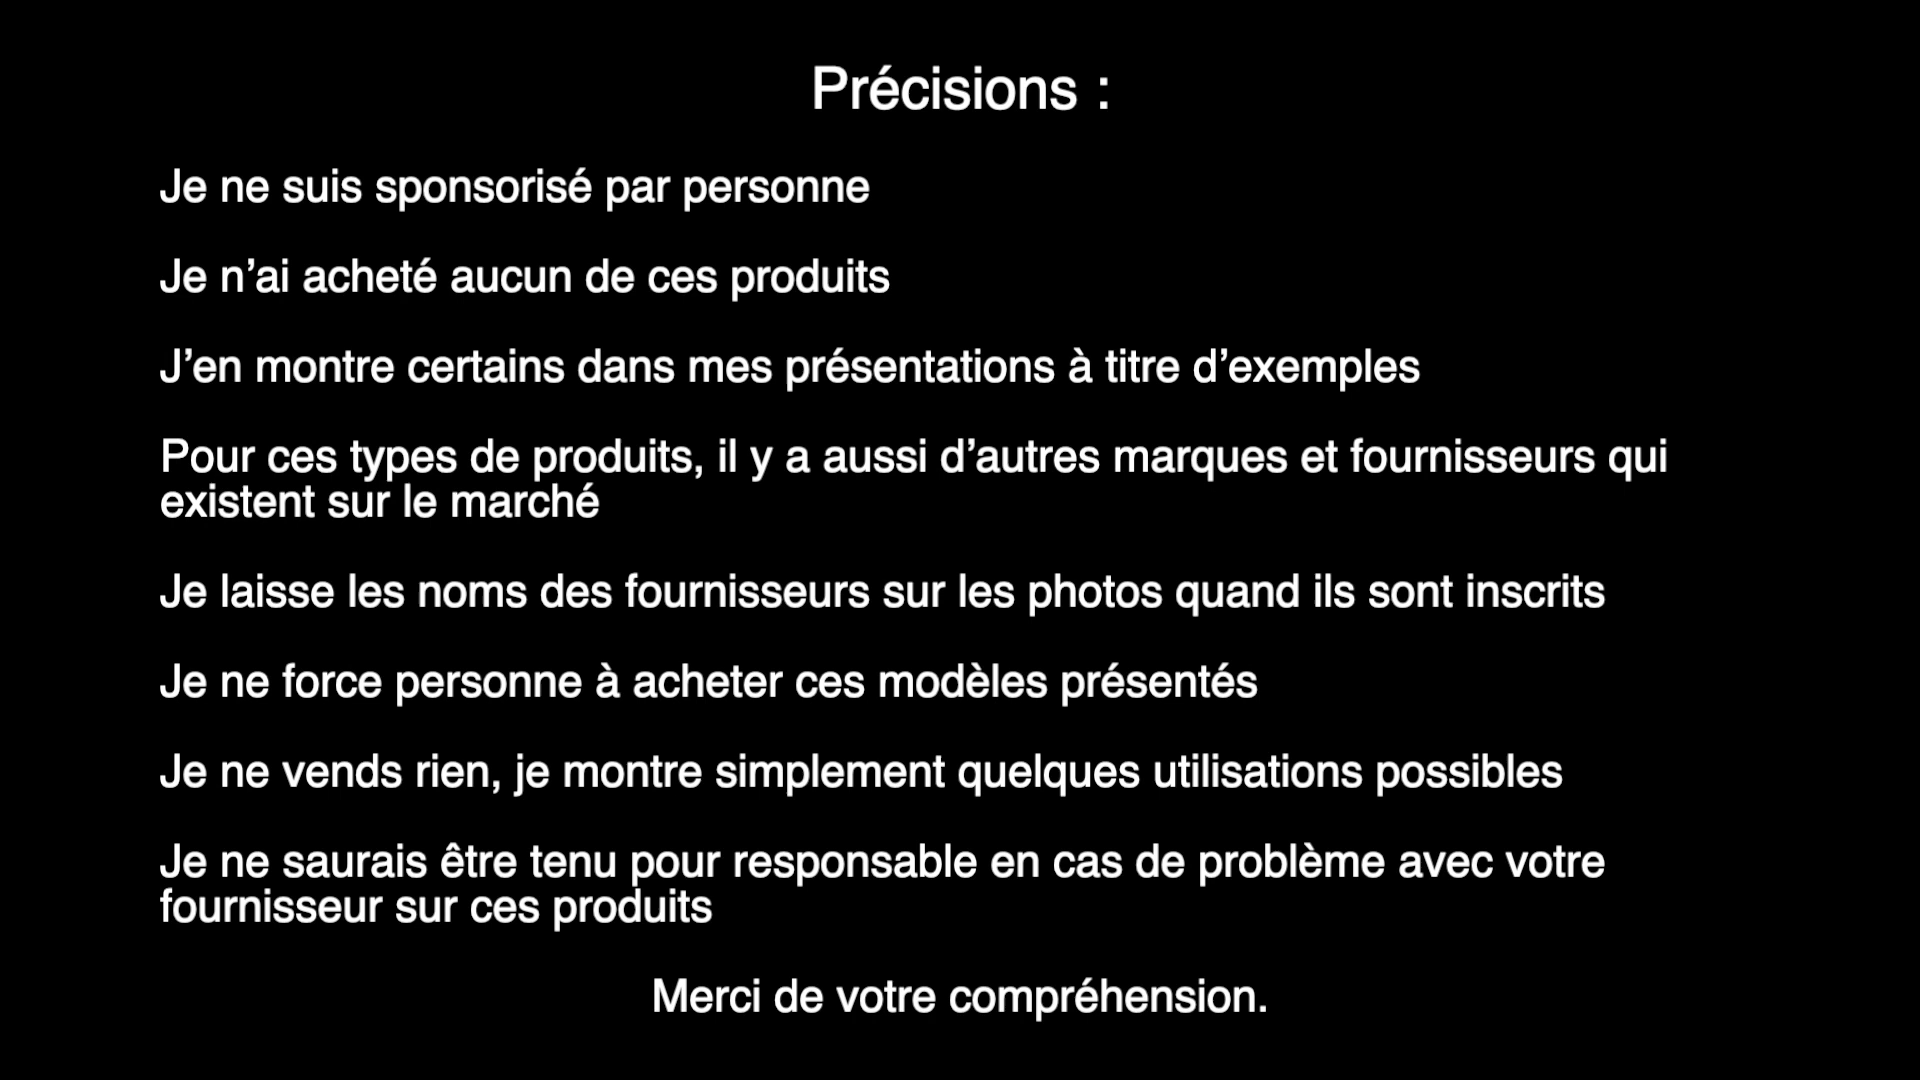 Précisions :
Je ne suis sponsorisé par personne
Je n’ai acheté aucun de ces produits
J’en montre certains dans mes présentations à titre d’exemples
Pour ces types de produits, il y a aussi d’autres marques et fournisseurs qui
existent sur le marché
Je laisse les noms des fournisseurs sur les photos quand ils sont inscrits
Je ne force personne à acheter ces modèles présentés
Je ne vends rien, je montre simplement quelques utilisations possibles
Je ne saurais être tenu pour responsable en cas de problème avec votre
fournisseur sur ces produits
Merci de votre compréhension.